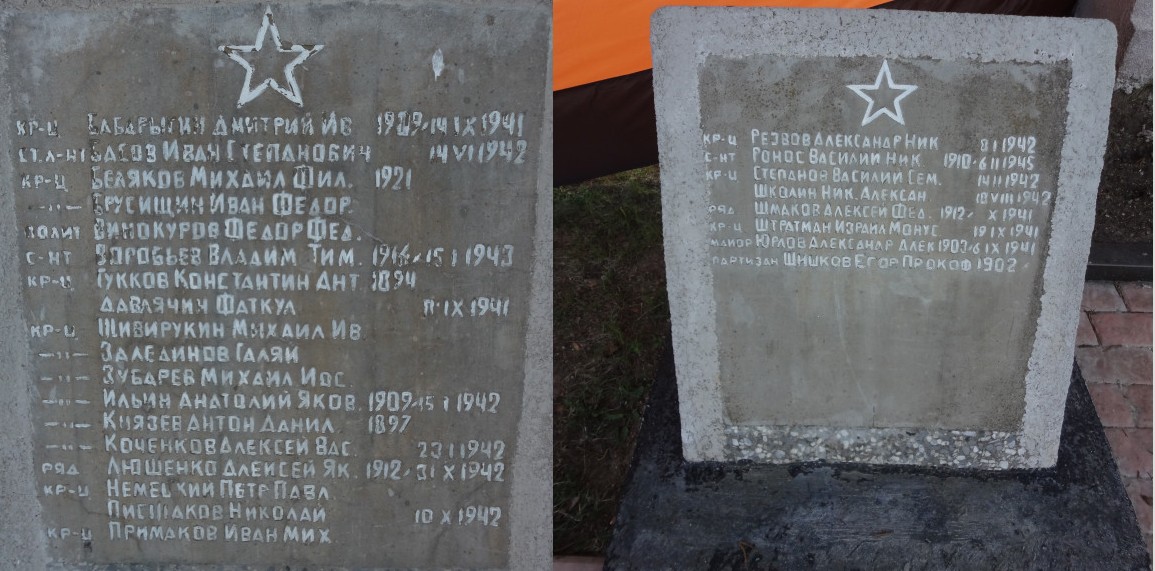 КР-Ц БАБАРЫГИН ДМИТРИЙ ИВ 1909-14 IX 1941
СТ.Л-НТ БАСОВ ИВАН СТЕПАНОВИЧ 14 VI 1942
КР-Ц БЕЛЯКОВ МИХАИЛ ФИЛ. 1921
—"— БРУСИЩИН ИВАН ФЕДОР.
ПОЛИТ ВИНОКУРОВ ФЕДОР ФЕД.
С-НТ ВОРОБЬЕВ ВЛАДИМ ТИМ. 1916-15 I 1943
КР-Ц ГУККОВ КОНСТАНТИН АНТ 1894
ДАВЛЯЧИН ФАТКУЛ 11 IX 1941
КР-Ц ЖИВИРУКИН МИХАИЛ ИВ
—"— ЗАЛЕДИНОВ ГАЛЯИ
—"— ЗУБАРЕВ МИХАИЛ ИОС.
—"— ИЛЬИН АНАТОЛИЙ ЯКОВ. 1909-15 I 1942
—"— КНЯЗЕВ АНТОН ДАНИЛ. 1897
—"— КОЧЕНКОВ АЛЕКСЕЙ ВАС. 23 I 1942
РЯД ЛЮШЕНКО АЛЕКСЕЙ ЯК. 1912-31 X 1942
КР-Ц НЕМЕЦКИЙ ПЕТР ПАВЛ.
НИКОЛАЙ 10 X 1942
КР-Ц ПРИМАКОВ ИВАН МИХ
КР-Ц РЕЗВОВ АЛЕКСАНДР НИК 8 I 1942
С-НТ РОНОС ВАСИЛИЙ НИК 1910-6 II 1945
КР-Ц СТЕПАНОВ ВАСИЛИЙ СЕМ. 14 II 1942
ШКОЛИН НИК. АЛЕКСАН 10 VIII 1942
РЯД ШМАКОВ АЛЕКСЕЙ ФЕД. 1912- X 1941
КР-Ц ШТРАТМАН ИЗРАИЛ МОНУС 19 IX 1941
МАЙОР ЮРЛОВ АЛЕКСАНДР АЛЕК 1903-6 IX 1941
ПАРТИЗАН ШИШКОВ ЕГОР ПРОКОФ 1902-